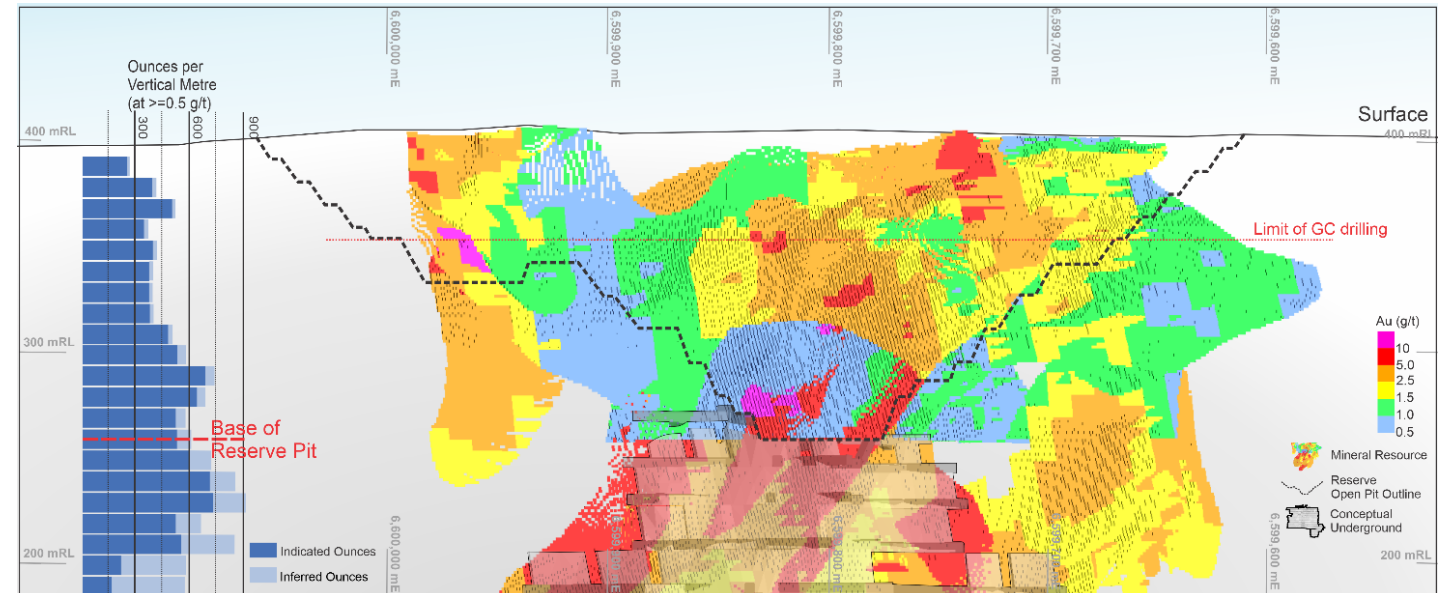 6,600,000 mE
6,599,900 mE
6,599,800 mE
6,599,700 mE
6,599,600 mE
Ounces per
Vertical Metre
(at >=0.5 g/t)
300
600
900
Surface
400 mRL
400 mRL
Limit of GC drilling
300 mRL
Au (g/t)
10
5.0
2.5
1.5
1.0
0.5
Base of
Reserve Pit
Mineral Resource
Reserve
Open Pit Outline
Conceptual
Underground
Indicated Ounces
Inferred Ounces
200 mRL
200 mRL
6,600,000 mE
6,599,800 mE
6,599,600 mE